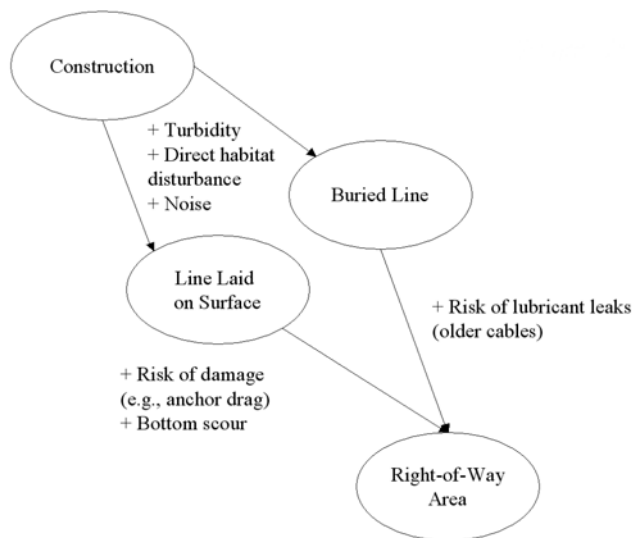 Construction
+ Turbidity
+ Direct habitat
disturbance
+ Noise
Buried Line
Line Laid
on Surface
+ Risk of lubricant leaks
(older cables)
+ Risk of damage
(e.g., anchor drag)
+ Bottom scour
Right-of-Way
Area